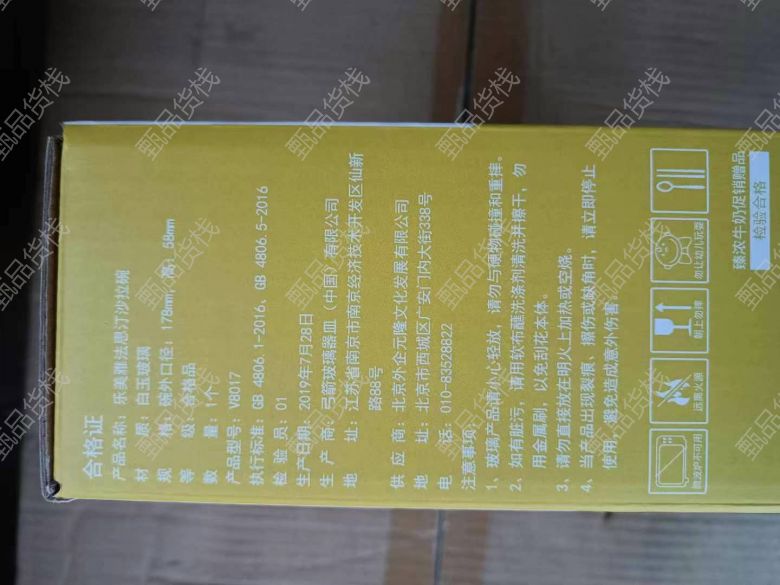 合格证
产品名称：乐美雅法恩汀沙拉碗
材　　质：白玉玻璃
规　　格：碗外口径：178mm，高：58mm
等　　级：合格品
数　　量：1个
产品型号：V8017
执行标准：GB 4806.1-2016、GB 4806.5-2016
检 验 员：01
生产日期：2019年7月28日
生 产 商：弓箭玻璃器皿（中国）有限公司
地　　址：江苏省南京市南京经济技术开发区仙新
路88号
供 应 商：北京外企元隆文化发展有限公司
地　　址：北京市西城区广安门内大街338号
电　　话：010-83528822
注意事项：
1、玻璃产品请小心轻放，请勿与硬物碰撞和重摔。
2、如有脏污，请用软布蘸洗涤剂清洗并擦干，勿
用金属刷，以免刮花本体。
3、请勿直接放在明火上加热或空烧。
4、当产品出现裂痕、擦伤或缺角时，请立即停止
使用，避免造成意外伤害。
微波炉不可用
远离火源
朝上勿摔
勿让幼儿玩耍
臻浓牛奶促销赠品
检验合格
甄品货栈